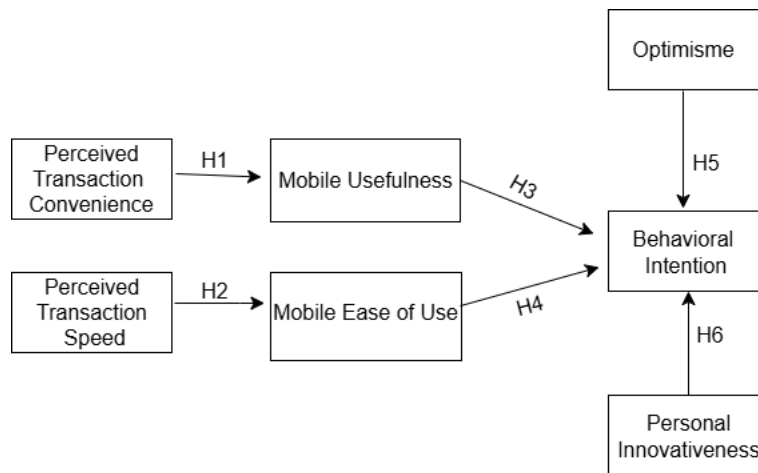 Optimisme
H5
Perceived
Transaction
Convenience
H1
Mobile Usefulness
H3
Behavioral
Intention
Perceived
Transaction
Speed
H2
Mobile Ease of Use
H4
H6
Personal
Innovativeness